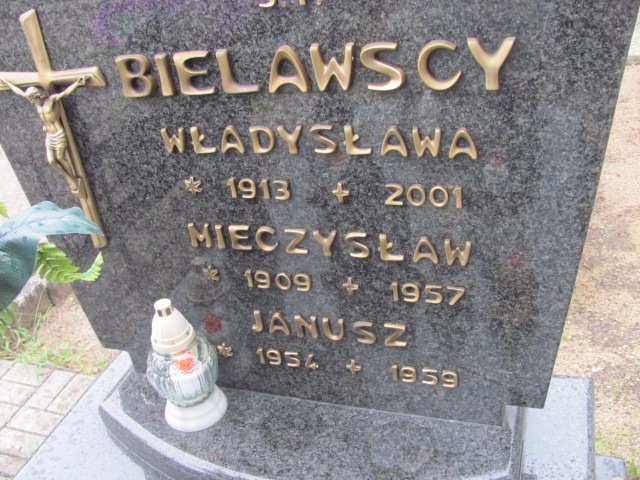 Ś.P.
BIELAWSCY
WŁADYSŁAWA
* 1913 + 2001
MIECZYSŁAW
* 1909 + 1957
JANUSZ
* 1954 + 1959